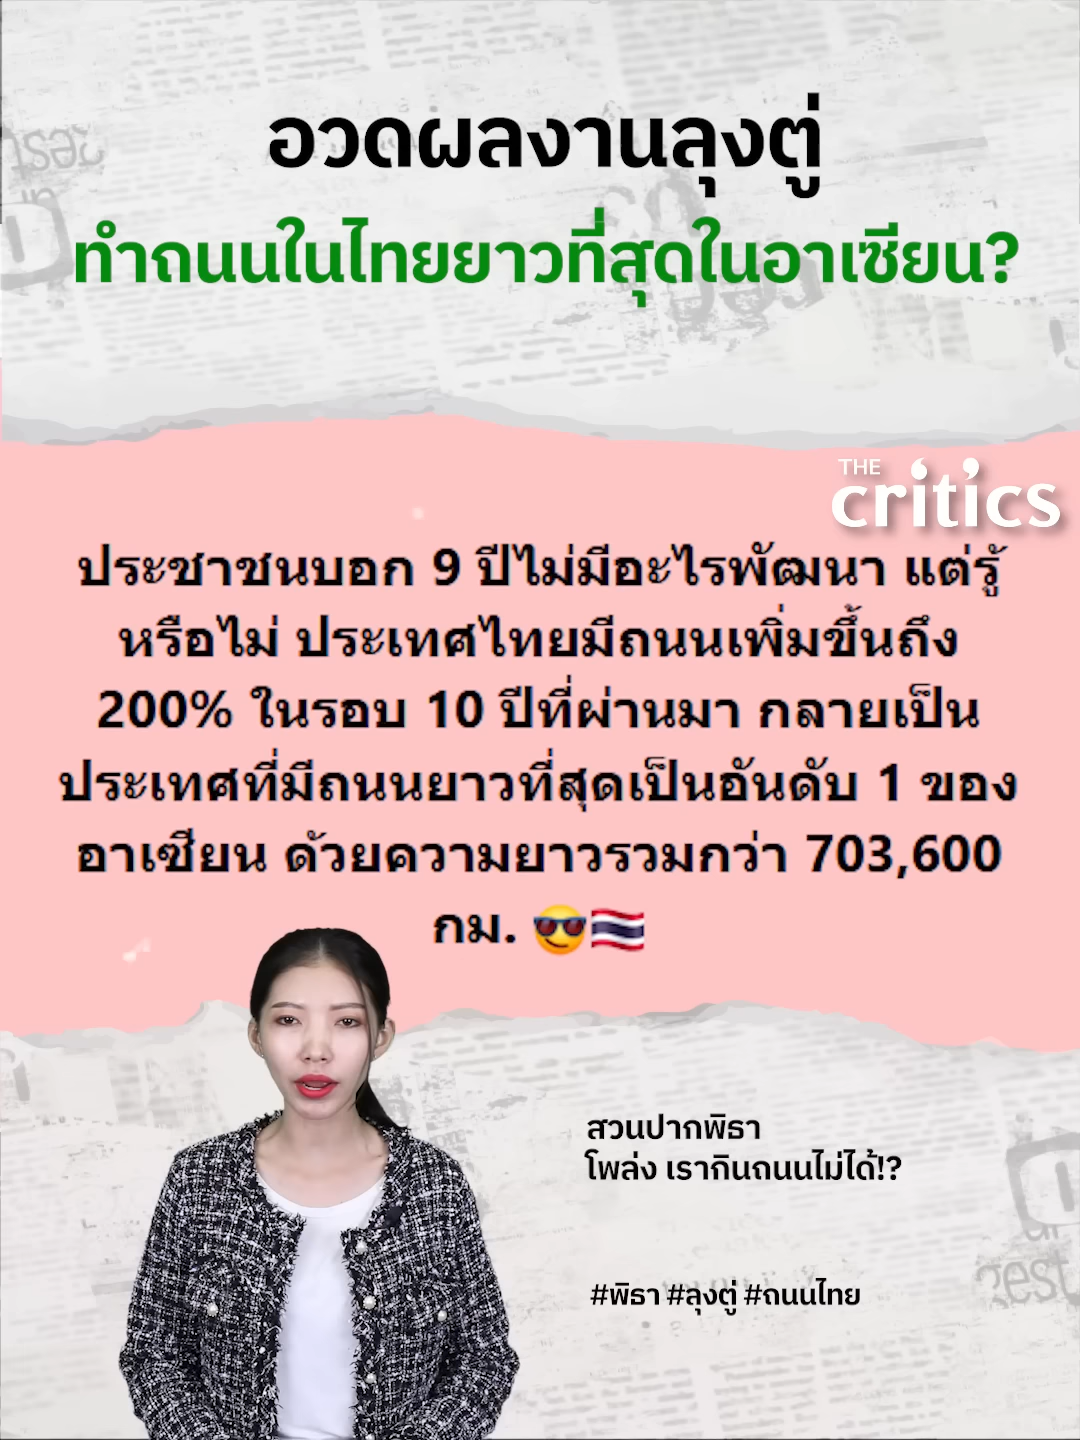 อวดผลงานลุงตู่
ทำถนนในไทยยาวที่สุดในอาเซียน?
THE
critics
ประชาชนบอก 9 ปีไม่มีอะไรพัฒนา แต่รู้
หรือไม่ ประเทศไทยมีถนนเพิ่มขึ้นถึง
200% ในรอบ 10 ปีที่ผ่านมา กลายเป็น
ประเทศที่มีถนนยาวที่สุดเป็นอันดับ 1 ของ
อาเซียน ด้วยความยาวรวมกว่า 703,600
กม. 😎🇹🇭
สวนปากพิธา
โพล่ง เรากินถนนไม่ได้!?
#พิธา #ลุงตู่ #ถนนไทย